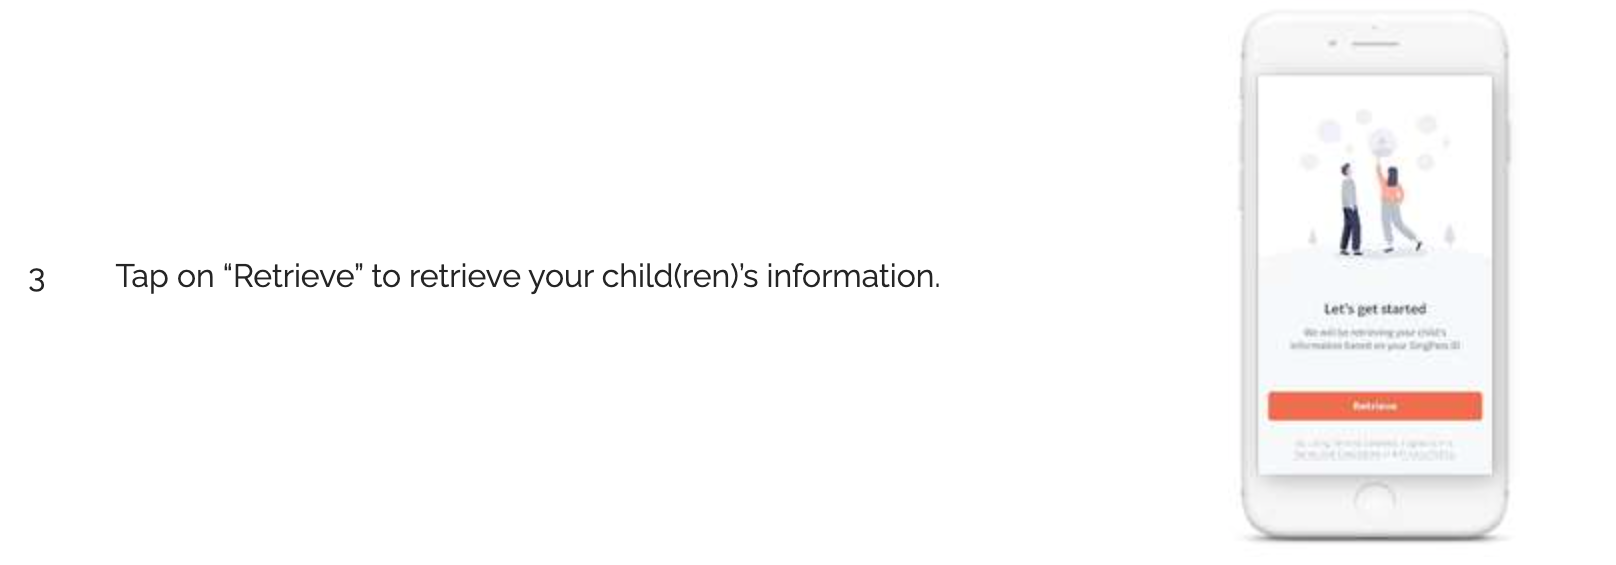 3 Tap on “Retrieve” to retrieve your child(ren)’s information.
Let's get started
We will be retrieving your child's
information based on your SingPass ID
Retrieve